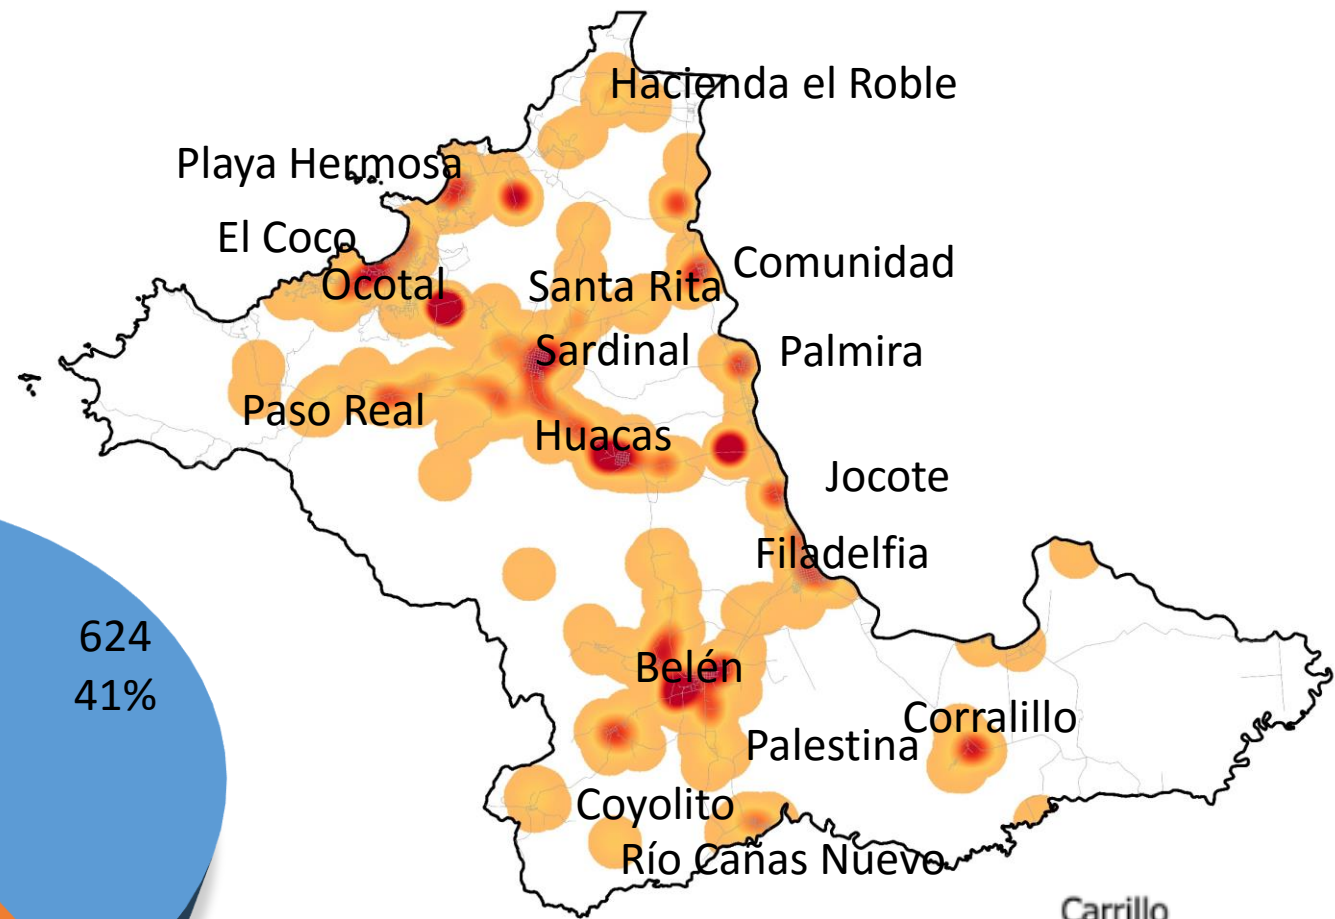 Hacienda el Roble
Playa Hermosa
El Coco
Comunidad
Ocotal
Santa Rita
Sardinal
Palmira
Paso Real
Huacas
Jocote
Filadelfia
624
41%
Belén
Corralillo
Palestina
Coyolito
Río Cañas Nuevo
Carrillo